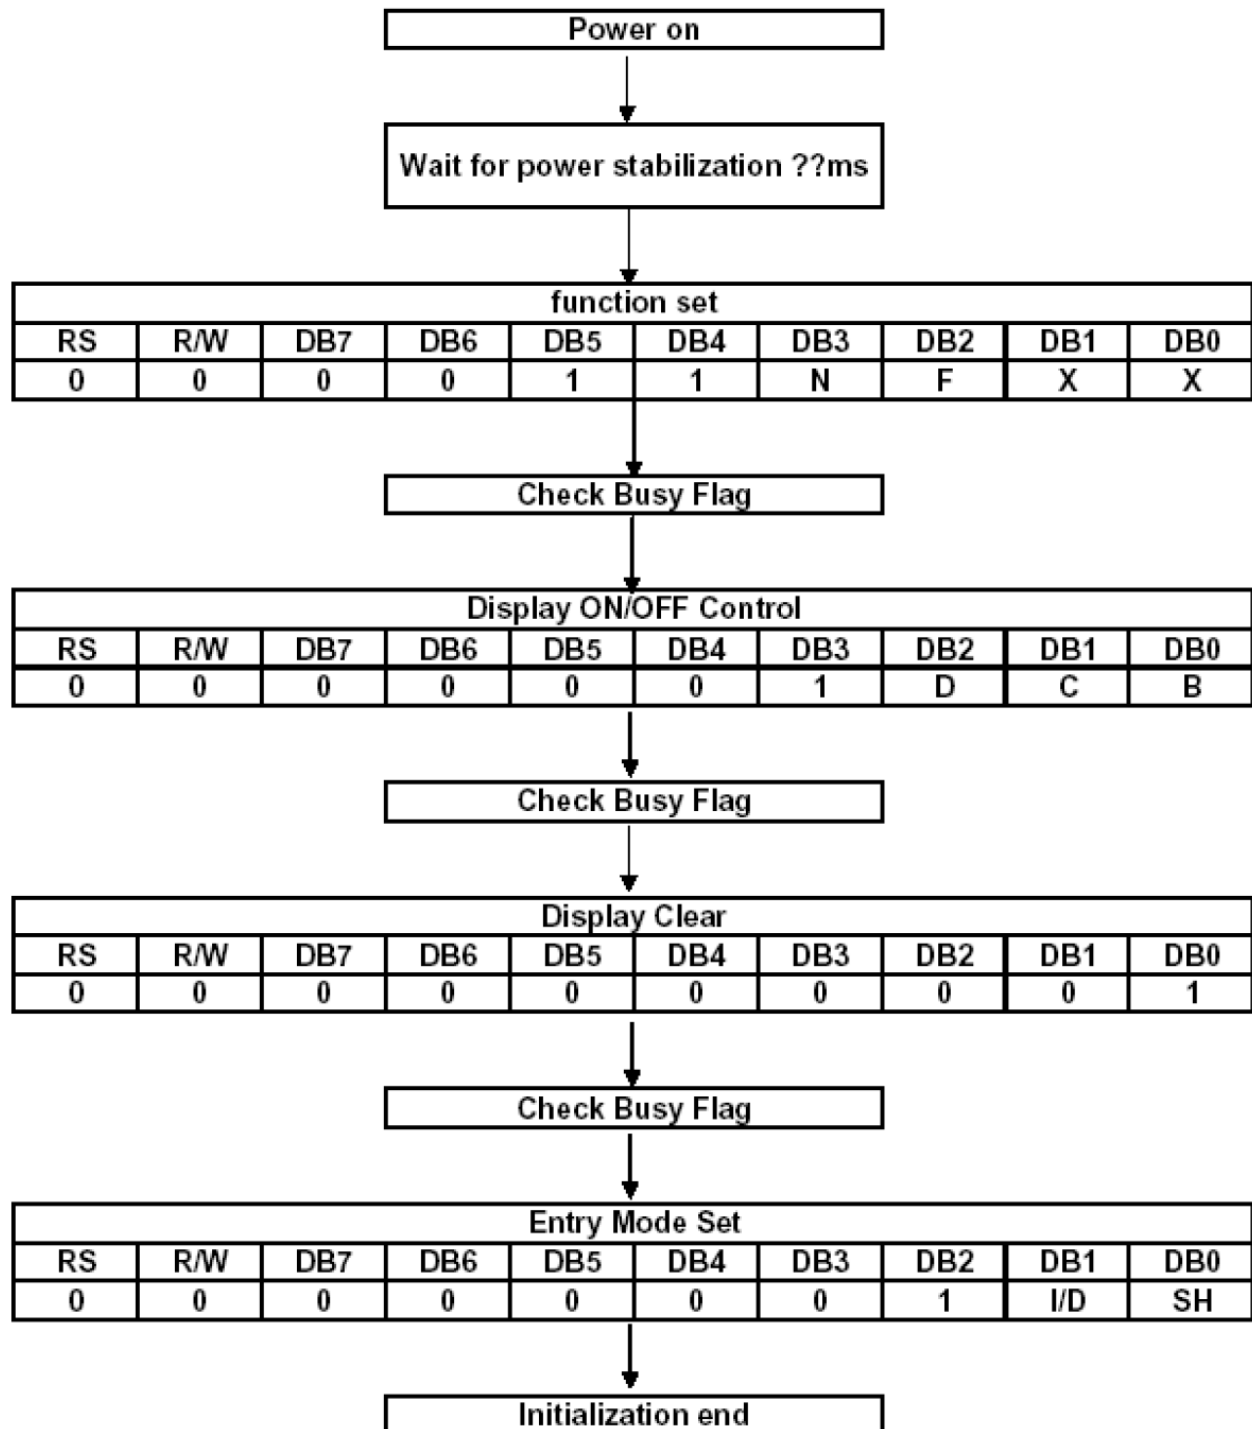 Power on
Wait for power stabilization ??ms
function set
RS R/W DB7 DB6 DB5 DB4 DB3 DB2 DB1 DB0
0 0 0 0 1 1 N F X X
Check Busy Flag
Display ON/OFF Control
RS R/W DB7 DB6 DB5 DB4 DB3 DB2 DB1 DB0
0 0 0 0 0 0 1 D C B
Check Busy Flag
Display Clear
RS R/W DB7 DB6 DB5 DB4 DB3 DB2 DB1 DB0
0 0 0 0 0 0 0 0 0 1
Check Busy Flag
Entry Mode Set
RS R/W DB7 DB6 DB5 DB4 DB3 DB2 DB1 DB0
0 0 0 0 0 0 0 1 I/D SH
Initialization end